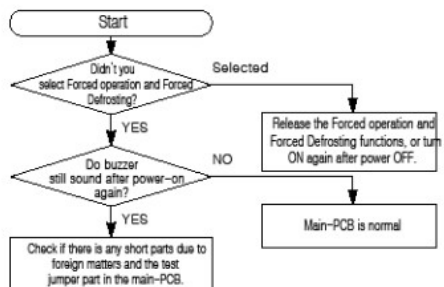 Start
Didn't you
select Forced operation and Forced
Defrosting?
Selected
YES
Release the Forced operation and
Forced Defrosting functions, or turn
ON again after power OFF.
Do buzzer
still sound after power-on
again?
NO
YES
Main-PCB is normal
Check if there is any short parts due to
foreign matters and the test
jumper part in the main-PCB.